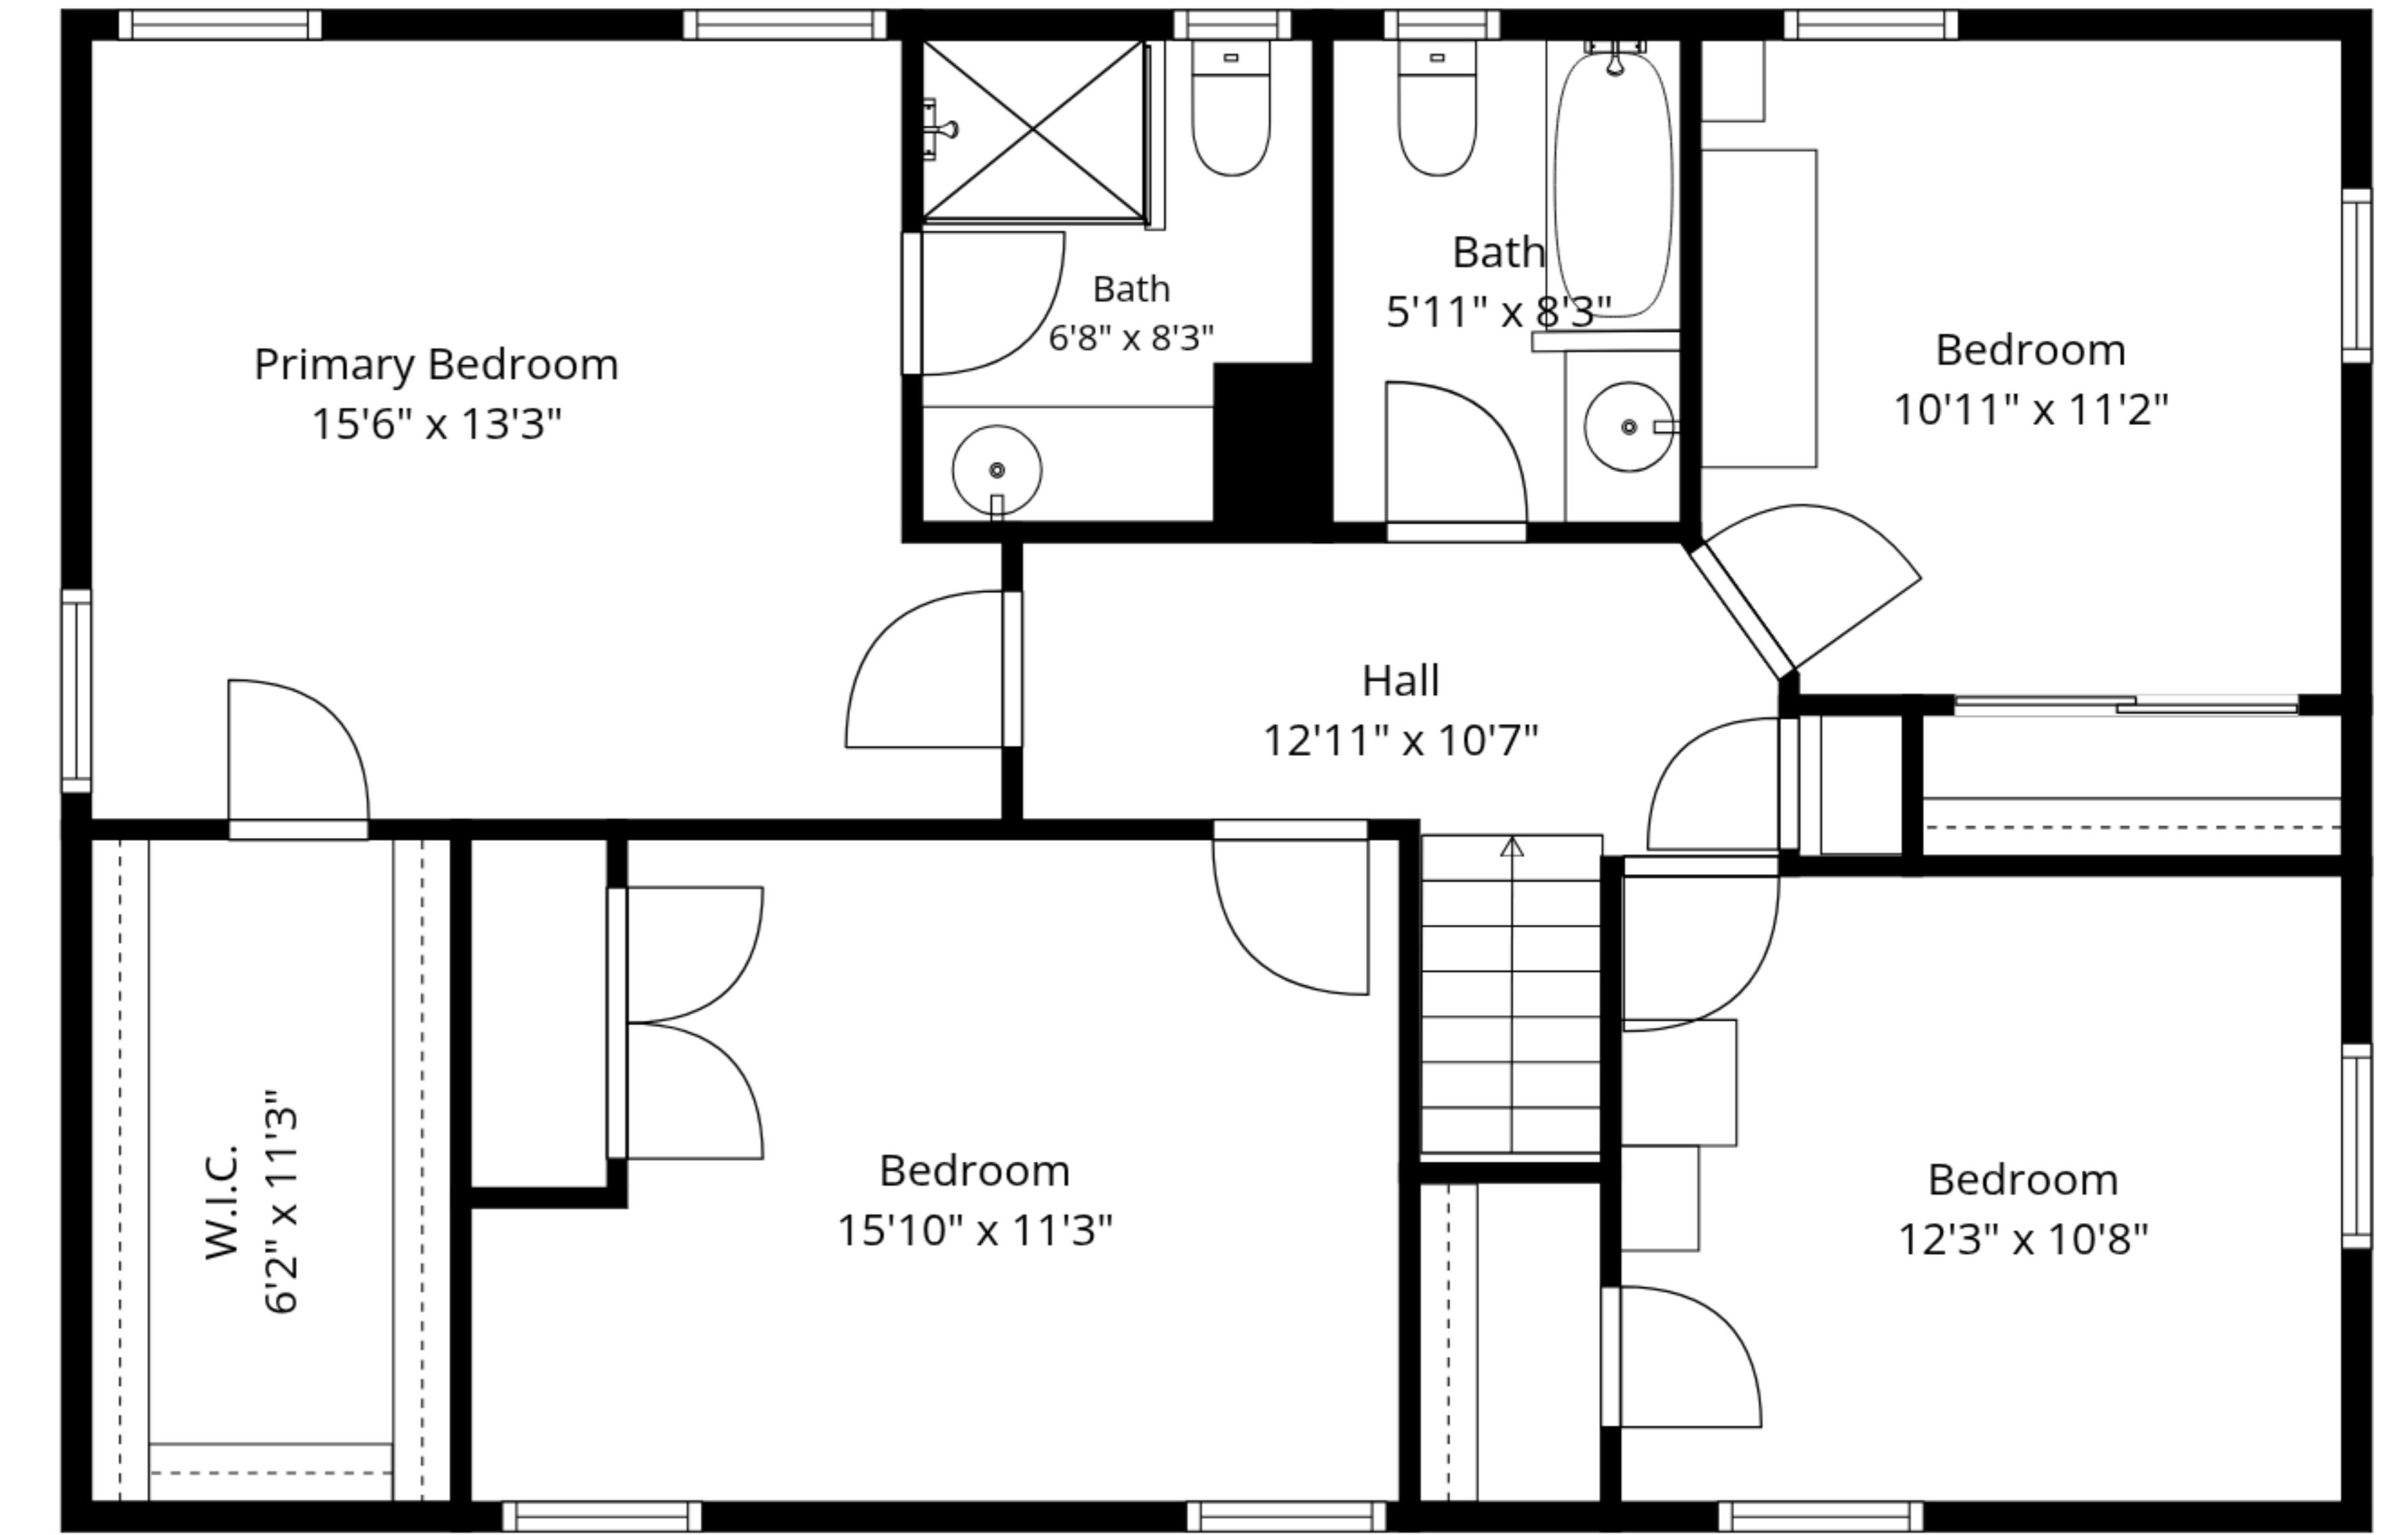 Primary Bedroom
15'6" x 13'3"
Bath
6'8" x 8'3"
Bath
5'11" x 8'3"
Bedroom
10'11" x 11'2"
Hall
12'11" x 10'7"
W.I.C.
6'2" x 11'3"
Bedroom
15'10" x 11'3"
Bedroom
12'3" x 10'8"